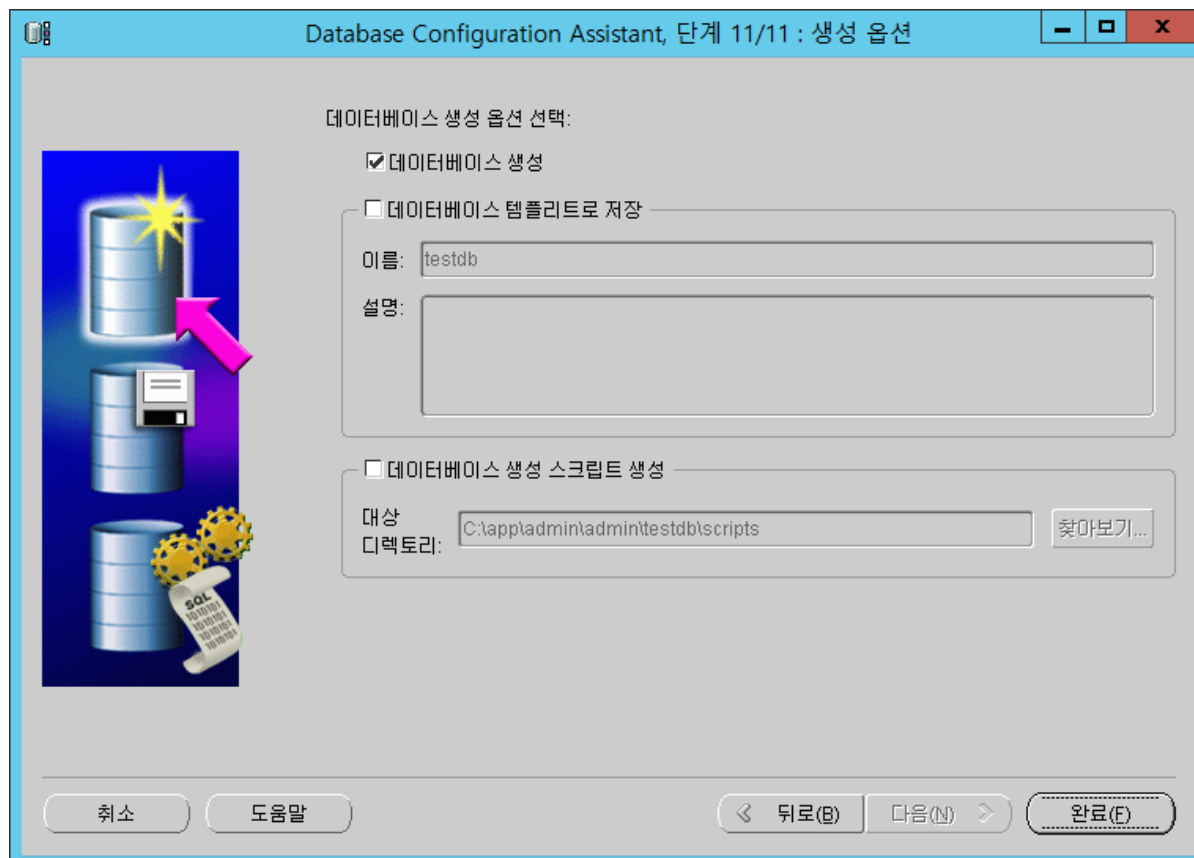 Database Configuration Assistant, 단계 11/11 : 생성 옵션
데이터베이스 생성 옵션 선택:
데이터베이스 생성
데이터베이스 템플리트로 저장
이름: testdb
설명:
데이터베이스 생성 스크립트 생성
대상
디렉토리: C:\app\admin\admin\testdb\scripts 찾아보기...
SQL
1010101
1010101
1010101
1010101
취소 도움말 뒤로(B) 다음(N) 완료(F)